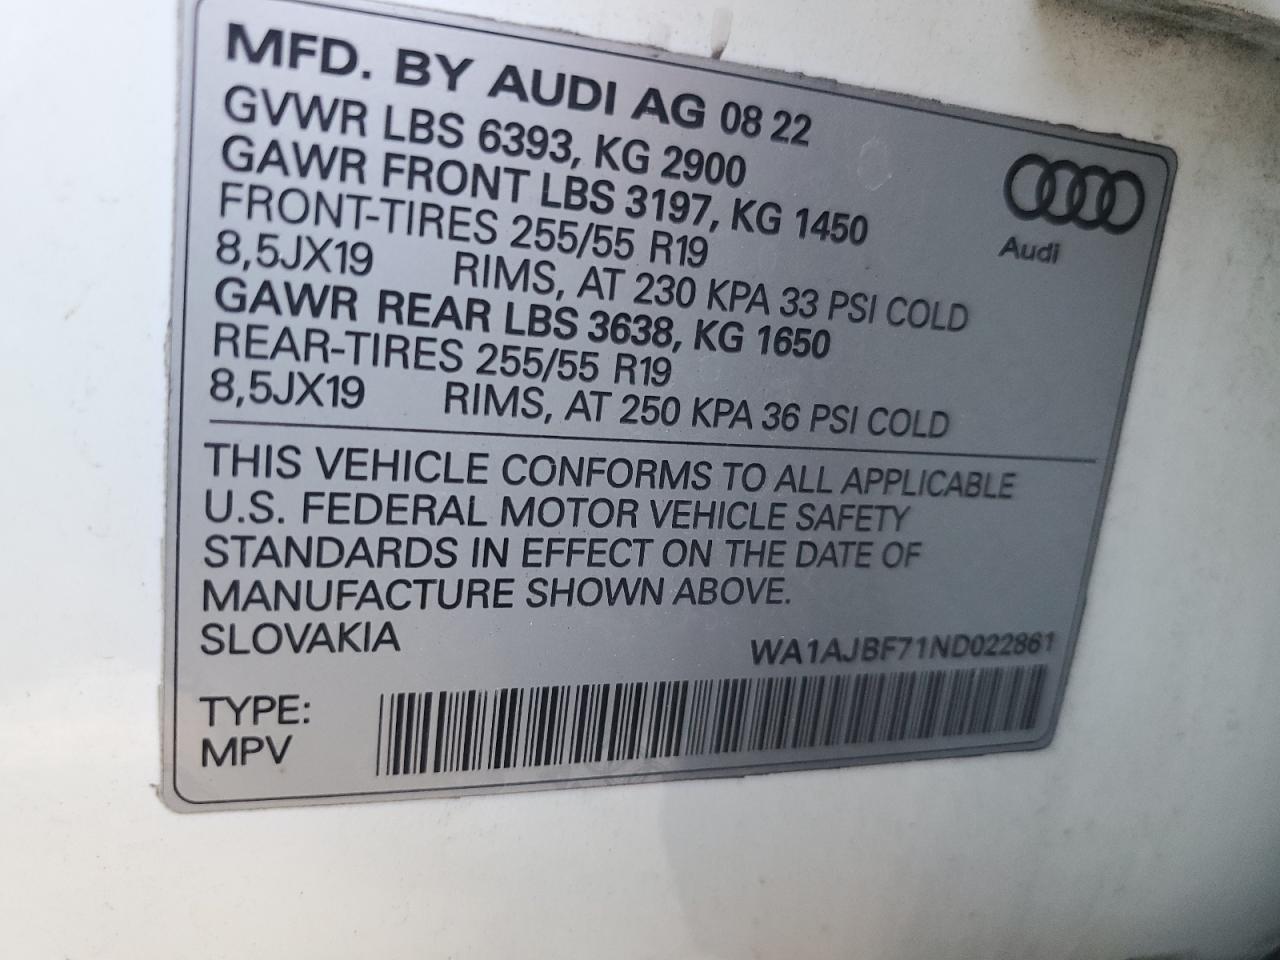 MFD. BY AUDI AG 08 22
GVWR LBS 6393, KG 2900
GAWR FRONT LBS 3197, KG 1450
FRONT-TIRES 255/55 R19
8,5JX19 RIMS, AT 230 KPA 33 PSI COLD
GAWR REAR LBS 3638, KG 1650
REAR-TIRES 255/55 R19
8,5JX19 RIMS, AT 250 KPA 36 PSI COLD
Audi
THIS VEHICLE CONFORMS TO ALL APPLICABLE
U.S. FEDERAL MOTOR VEHICLE SAFETY
STANDARDS IN EFFECT ON THE DATE OF
MANUFACTURE SHOWN ABOVE.
SLOVAKIA WA1AJBF71ND022861
TYPE:
MPV